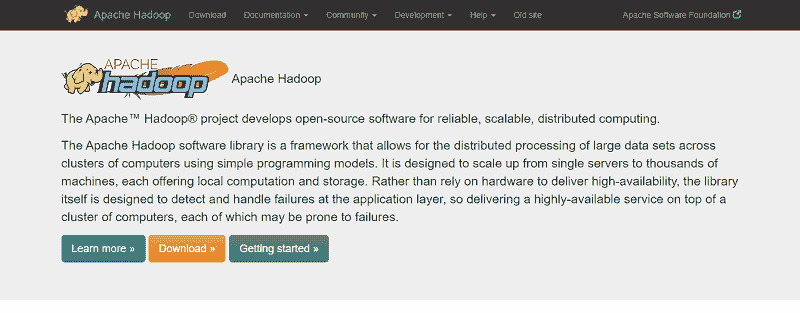 Apache Hadoop Download Documentation Community Development Help Old site Apache Software Foundation
APACHE
hadoop
Apache Hadoop
The Apache™ Hadoop® project develops open-source software for reliable, scalable, distributed computing.
The Apache Hadoop software library is a framework that allows for the distributed processing of large data sets across
clusters of computers using simple programming models. It is designed to scale up from single servers to thousands of
machines, each offering local computation and storage. Rather than rely on hardware to deliver high-availability, the library
itself is designed to detect and handle failures at the application layer, so delivering a highly-available service on top of a
cluster of computers, each of which may be prone to failures.
Learn more » Download » Getting started »